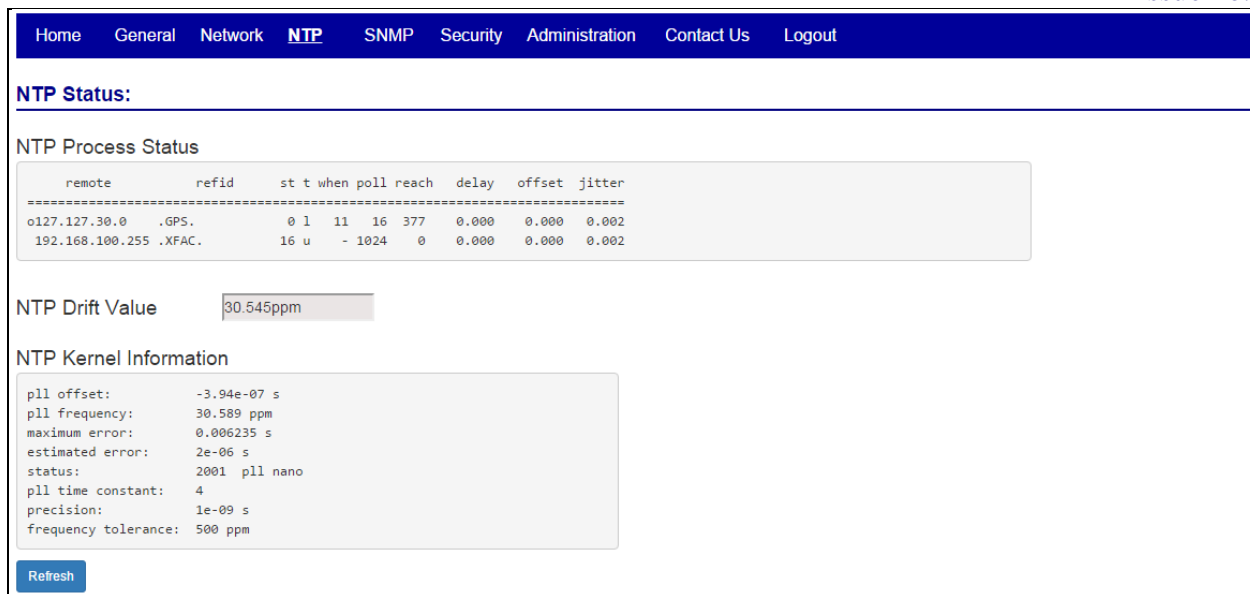 Home General Network NTP SNMP Security Administration Contact Us Logout
NTP Status:
NTP Process Status
remote refid st t when poll reach delay offset jitter
==============================================================================
o127.127.30.0 .GPS. 0 l 11 16 377 0.000 0.000 0.002
192.168.100.255 .XFAC. 16 u - 1024 0 0.000 0.000 0.002
NTP Drift Value 30.545ppm
NTP Kernel Information
pll offset: -3.94e-07 s
pll frequency: 30.589 ppm
maximum error: 0.006235 s
estimated error: 2e-06 s
status: 2001 pll nano
pll time constant: 4
precision: 1e-09 s
frequency tolerance: 500 ppm
Refresh